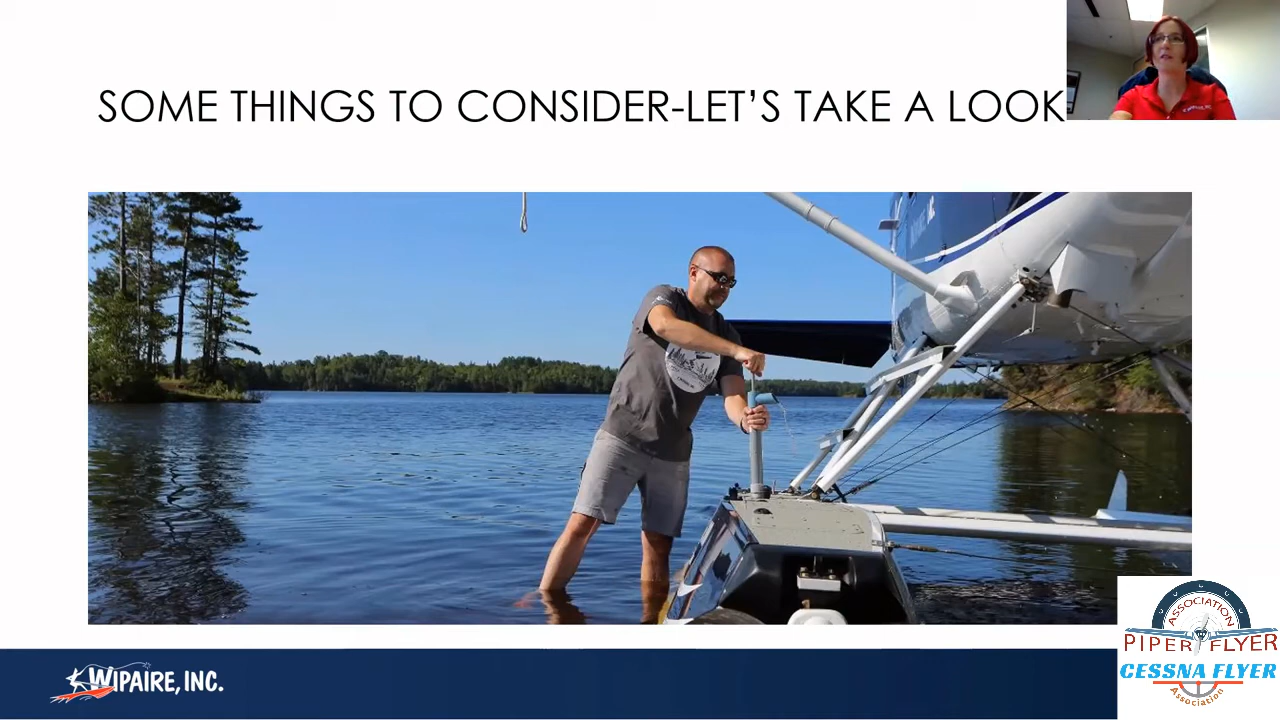 SOME THINGS TO CONSIDER-LET'S TAKE A LOOK
WIPAIRE, INC.
ASSOCIATION
PIPER FLYER
CESSNA FLYER
Association